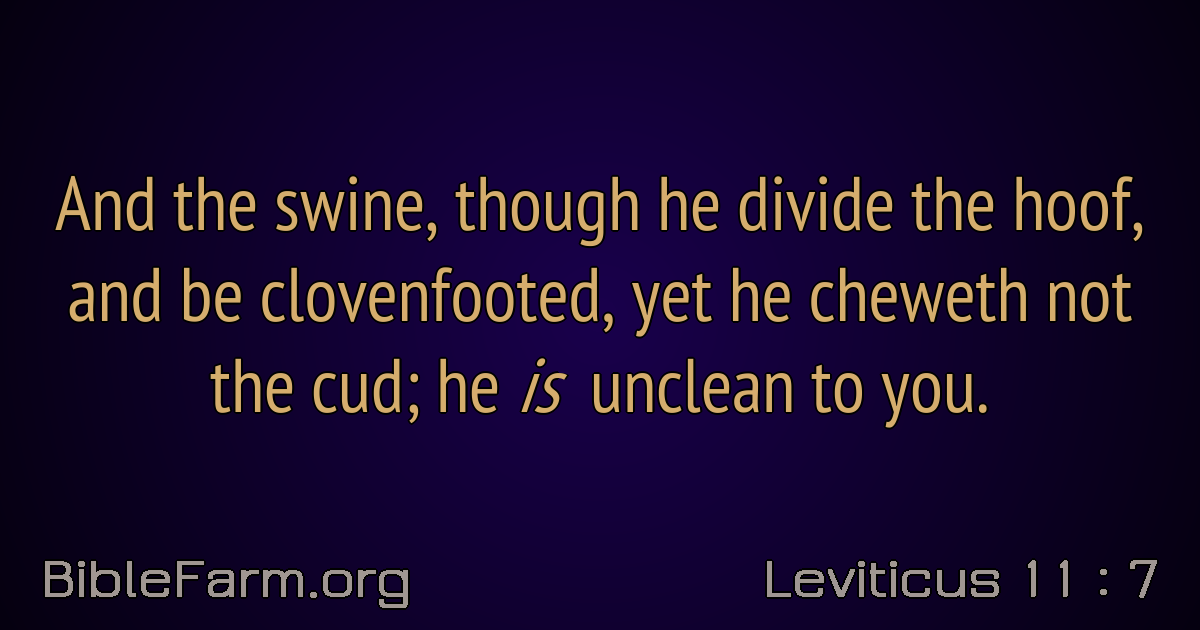 And the swine, though he divide the hoof,
and be clovenfooted, yet he cheweth not
the cud; he is unclean to you.
BibleFarm.org
Leviticus 11 : 7